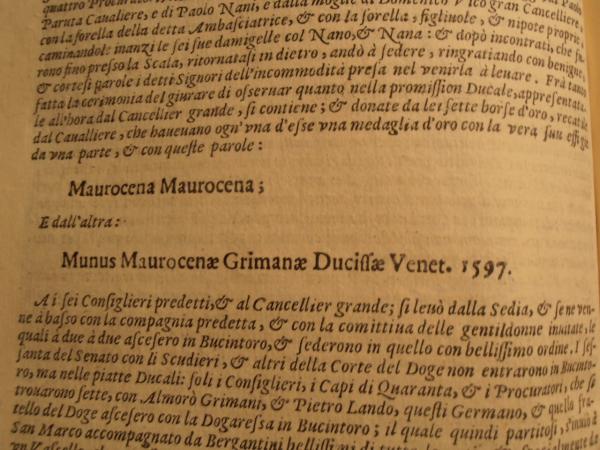 quattro Procuratori,
Paruta Caualiere, e di Paolo Nani, e dalla moglie di Domenico Vico gran Cancelliere,
con la sorella della detta Ambasciatrice, & con la sorella, figliuole, & nipote proprie,
caminandole inanzi le sei sue damigelle col Nano, & Nana: & dopò incontrati, che fu-
rono fino presso la Scala, ritornatasi in dietro, andò à sedere, ringratiando con benigne,
& cortesi parole i detti Signori dell'incommodità presa nel venirla à leuare. Frà tanto
fatta la cerimonia del giurare di osseruar quanto nella promission Ducale, appresentata-
le all'hora dal Cancellier grande, si contiene; & donate da lei sette borse d'oro, recate
dal Caualliere, che haueuano ogn'vna d'esse vna medaglia d'oro con la vera sua effigie
da vna parte, & con queste parole:
Maurocena Maurocena;
E dall'altra:
Munus Maurocenæ Grimanæ Ducissæ Venet. 1597.
A i sei Consiglieri predetti, & al Cancellier grande; si leuò dalla Sedia, & se ne ven-
ne à basso con la compagnia predetta, & con la comittiua delle gentildonne inuitate, le
quali à due à due ascesero in Bucintoro, & sederono in quello con bellissimo ordine. I ses-
santa del Senato con li Scudieri, & altri della Corte del Doge non entrarono in Bucinto-
ro, ma nelle piatte Ducali: soli i Consiglieri, i Capi di Quaranta, & i Procuratori, che si
trouarono sette, con Almorò Grimani, & Pietro Lando, questi Germano, & quello fra-
tello del Doge ascesero con la Dogaressa in Bucintoro; il quale quindi partitosi, s'inuiò à
San Marco accompagnato da Bergantini bellissimi di